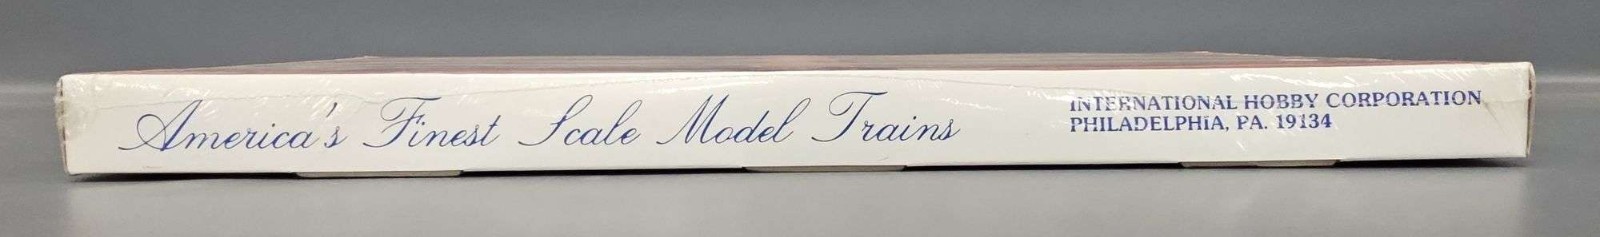 America's Finest Scale Model Trains
INTERNATIONAL HOBBY CORPORATION
PHILADELPHIA, PA. 19134